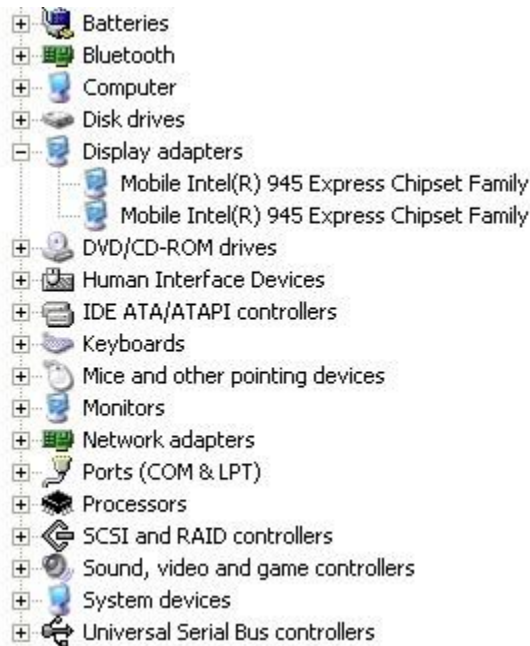 Batteries
Bluetooth
Computer
Disk drives
Display adapters
Mobile Intel(R) 945 Express Chipset Family
Mobile Intel(R) 945 Express Chipset Family
DVD/CD-ROM drives
Human Interface Devices
IDE ATA/ATAPI controllers
Keyboards
Mice and other pointing devices
Monitors
Network adapters
Ports (COM & LPT)
Processors
SCSI and RAID controllers
Sound, video and game controllers
System devices
Universal Serial Bus controllers